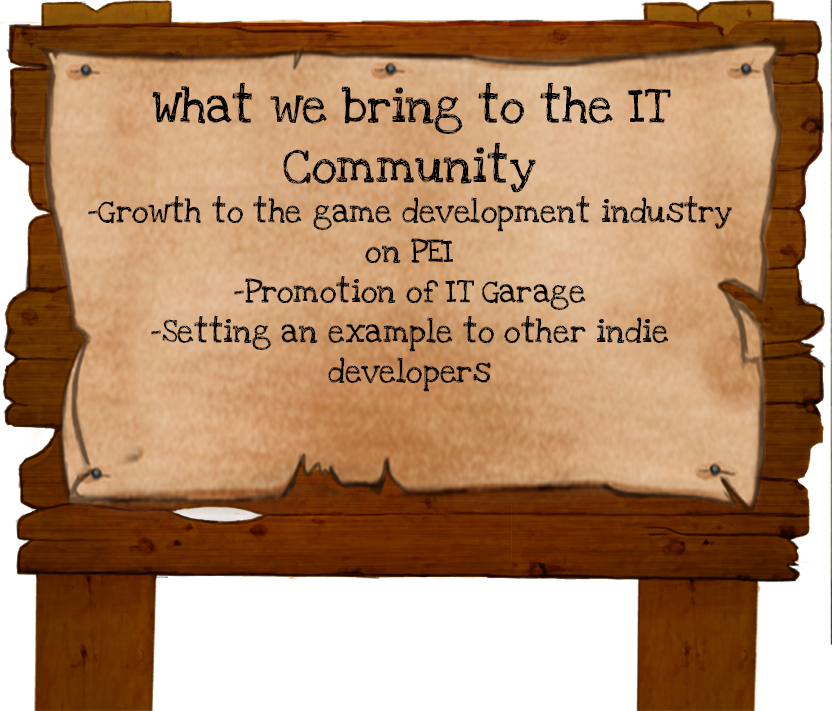 What we bring to the IT
Community
-Growth to the game development industry
on PEI
-Promotion of IT Garage
-Setting an example to other indie
developers